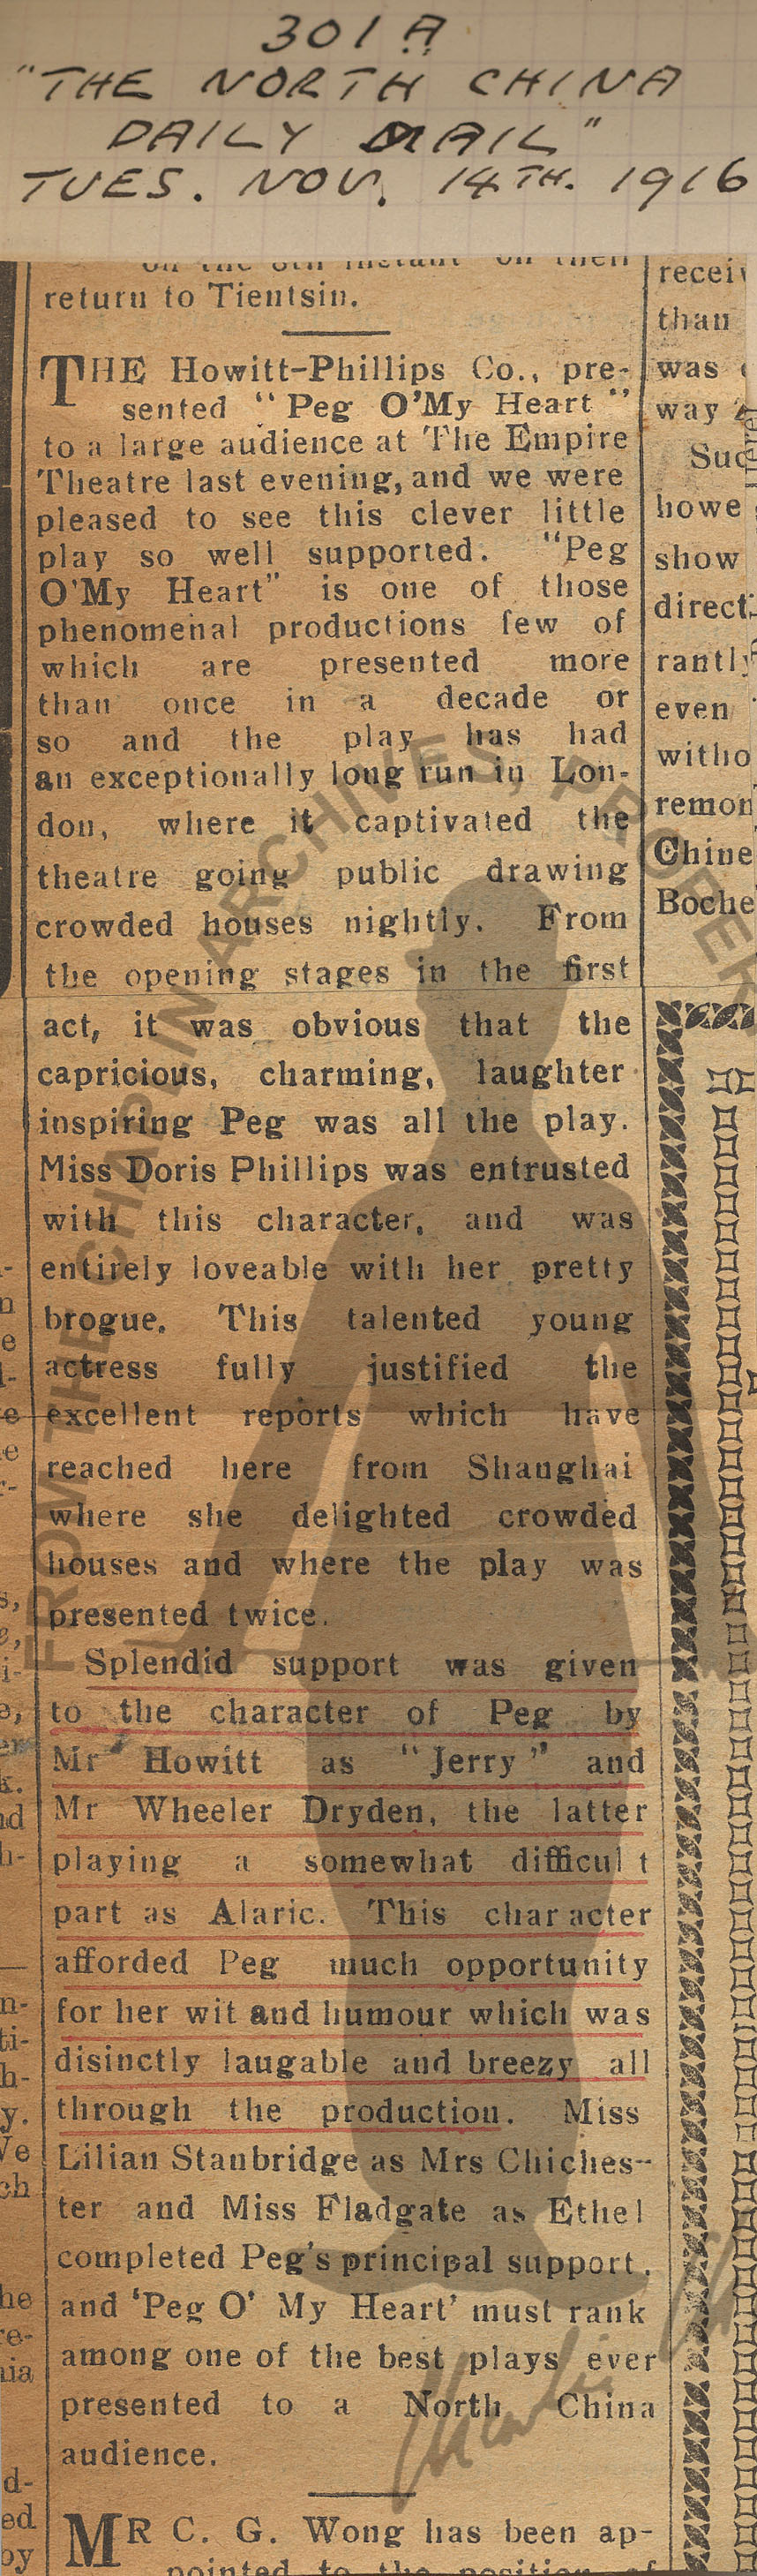 301A
"THE NORTH CHINA
DAILY MAIL"
TUES. NOV. 14TH. 1916
return to Tientsin.
THE Howitt-Phillips Co., pre-
sented "Peg O'My Heart"
to a large audience at The Empire
Theatre last evening, and we were
pleased to see this clever little
play so well supported. "Peg
O'My Heart" is one of those
phenomenal productions few of
which are presented more
than once in a decade or
so and the play has had
an exceptionally long run in Lon-
don, where it captivated the
theatre going public drawing
crowded houses nightly. From
the opening stages in the first
act, it was obvious that the
capricious, charming, laughter
inspiring Peg was all the play.
Miss Doris Phillips was entrusted
with this character, and was
entirely loveable with her pretty
brogue. This talented young
actress fully justified the
excellent reports which have
reached here from Shanghai
where she delighted crowded
houses and where the play was
presented twice.
Splendid support was given
to the character of Peg by
Mr Howitt as "Jerry" and
Mr Wheeler Dryden, the latter
playing a somewhat difficul t
part as Alaric. This char acter
afforded Peg much opportunity
for her wit and humour which was
disinctly laugable and breezy all
through the production. Miss
Lilian Stanbridge as Mrs Chiches-
ter and Miss Fladgate as Ethel
completed Peg's principal support.
and 'Peg O' My Heart' must rank
among one of the best plays ever
presented to a North China
audience.
MR C. G. Wong has been ap-
pointed to the position of
than
was
way
howe
show
direct
rantly
even
witho
remon
Chine
Boche
FROM THE CHAPLIN ARCHIVES, PROPER